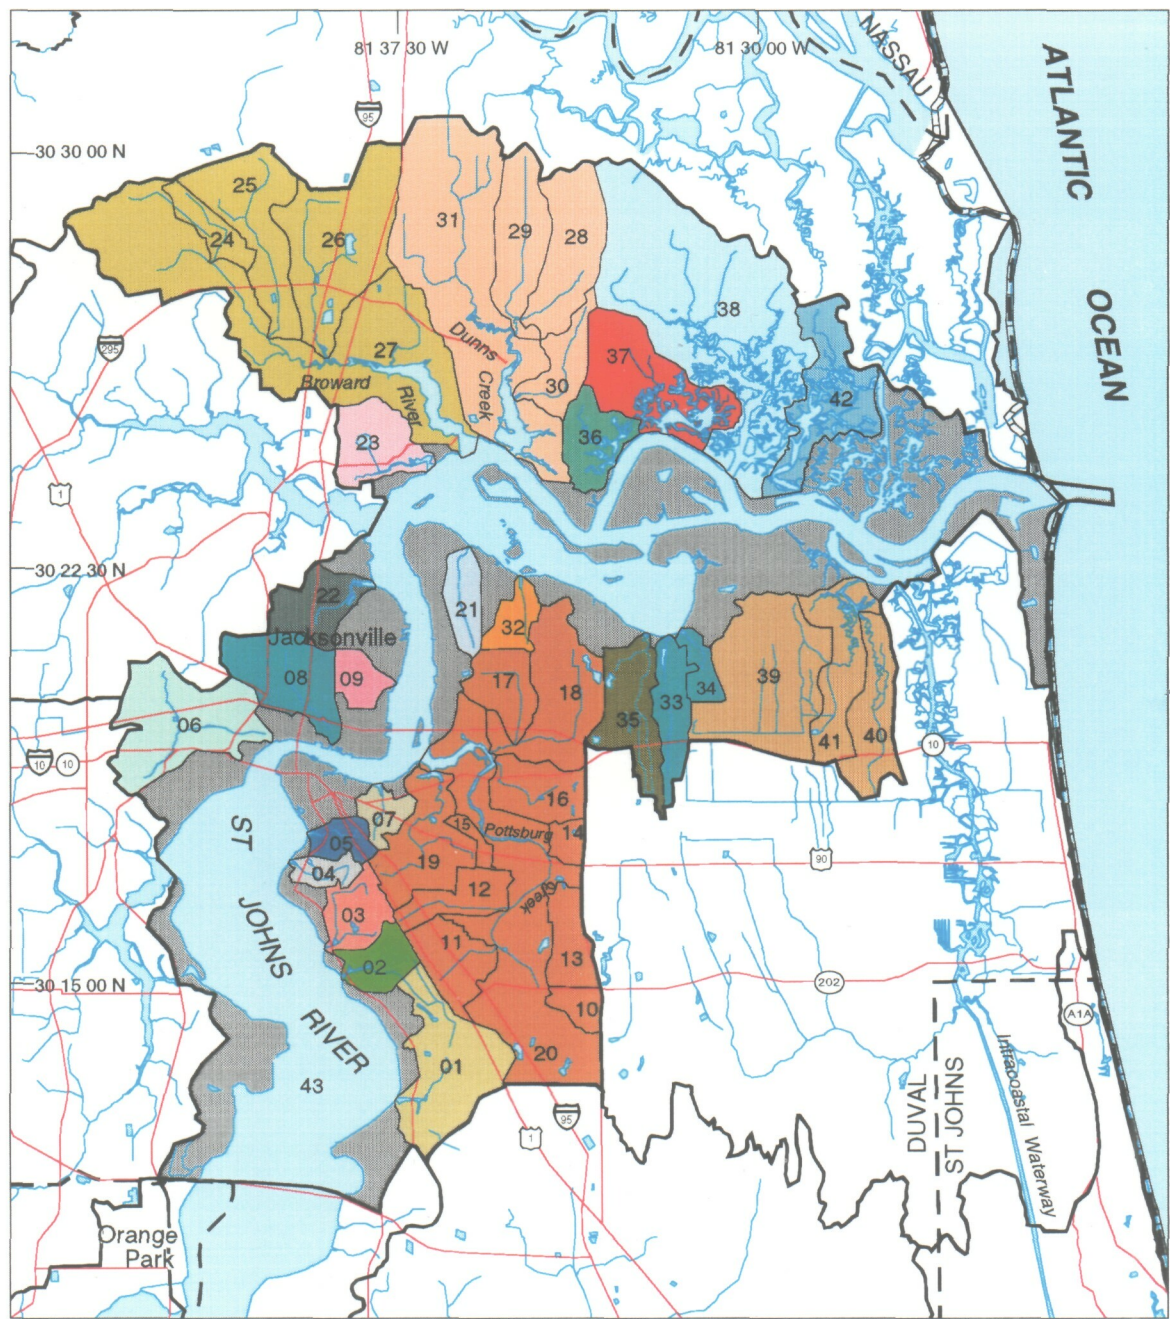 81 37 30 W
81 30 00 W
NASSAU
ATLANTIC
OCEAN
95
30 30 00 N
25
24
26
31
29
28
38
295
27
Dunns
Creek
37
30
Broward
River
42
23
36
1
30 22 30 N
22
21
32
Jacksonville
08
09
17
18
35
33
34
39
41
40
06
10
10
10
16
07
15
Pottsburg
14
05
04
19
90
12
Creek
03
ST
JOHNS
RIVER
11
02
13
30 15 00 N
202
10
A1A
20
01
43
DUVAL
ST JOHNS
Intracoastal Waterway
95
1
Orange
Park